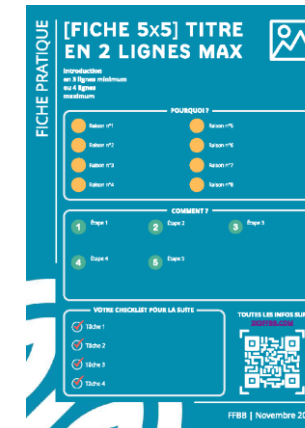 FICHE PRATIQUE
[FICHE 5x5] TITRE
EN 2 LIGNES MAX
Introduction
en 3 lignes minimum
ou 4 lignes
maximum
POURQUOI ?
Raison n°1
Raison n°5
Raison n°2
Raison n°6
Raison n°3
Raison n°7
Raison n°4
Raison n°8
COMMENT ?
1 Étape 1
2 Étape 2
3 Étape 3
4 Étape 4
5 Étape 5
VOTRE CHECKLIST POUR LA SUITE
Tâche 1
Tâche 2
Tâche 3
Tâche 4
TOUTES LES INFOS SUR
FFBB | Novembre 20